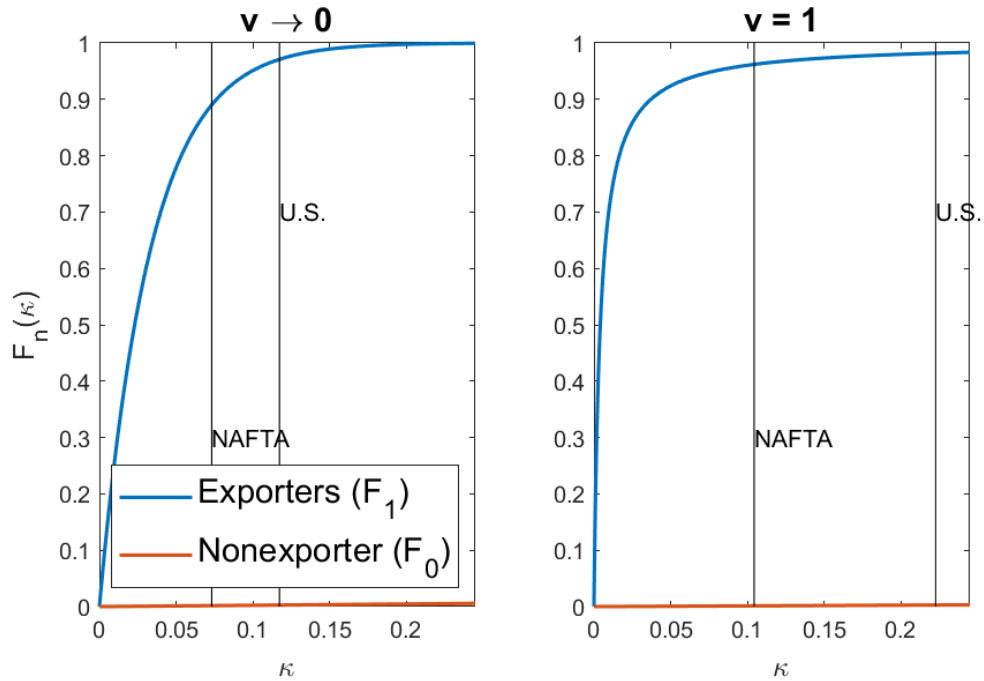 v → 0
1
0.9
0.8
0.7
0.6
0.5
0.4
0.3
0.2
0.1
0
F_n(κ)
U.S.
NAFTA
Exporters (F_1)
Nonexporter (F_0)
0 0.05 0.1 0.15 0.2
κ
v = 1
1
0.9
0.8
0.7
0.6
0.5
0.4
0.3
0.2
0.1
0
U.S.
NAFTA
0 0.05 0.1 0.15 0.2
κ